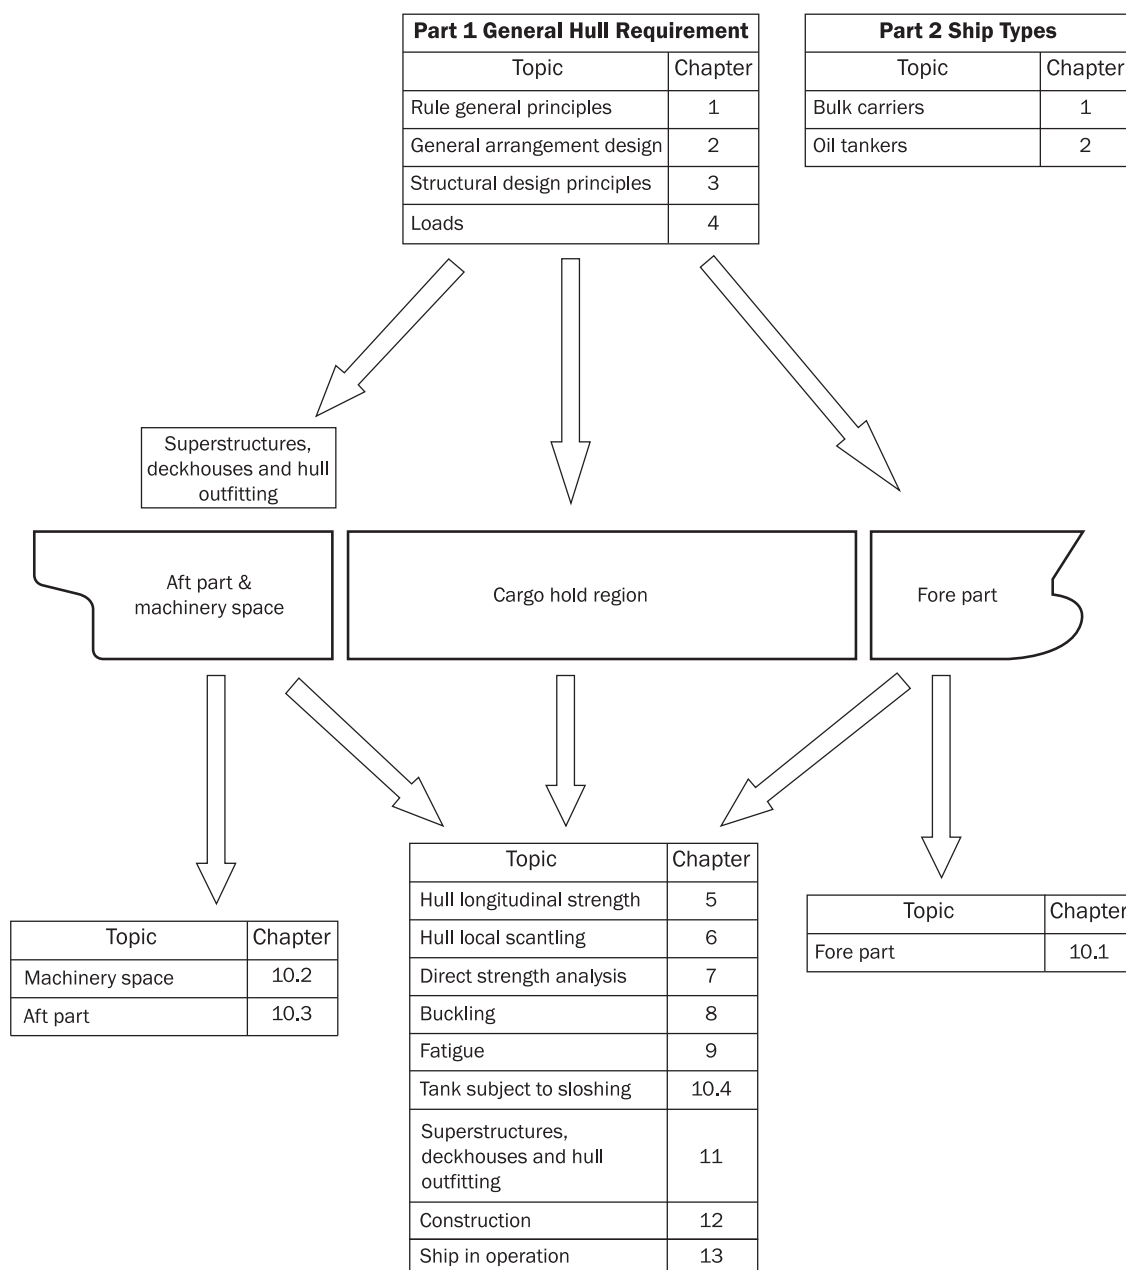 Part 1 General Hull Requirement
Topic Chapter
Rule general principles 1
General arrangement design 2
Structural design principles 3
Loads 4
Part 2 Ship Types
Topic Chapter
Bulk carriers 1
Oil tankers 2
Superstructures,
deckhouses and hull
outfitting
Aft part &
machinery space
Cargo hold region
Fore part
Topic Chapter
Machinery space 10.2
Aft part 10.3
Topic Chapter
Hull longitudinal strength 5
Hull local scantling 6
Direct strength analysis 7
Buckling 8
Fatigue 9
Tank subject to sloshing 10.4
Superstructures,
deckhouses and hull 11
outfitting
Construction 12
Ship in operation 13
Topic Chapter
Fore part 10.1